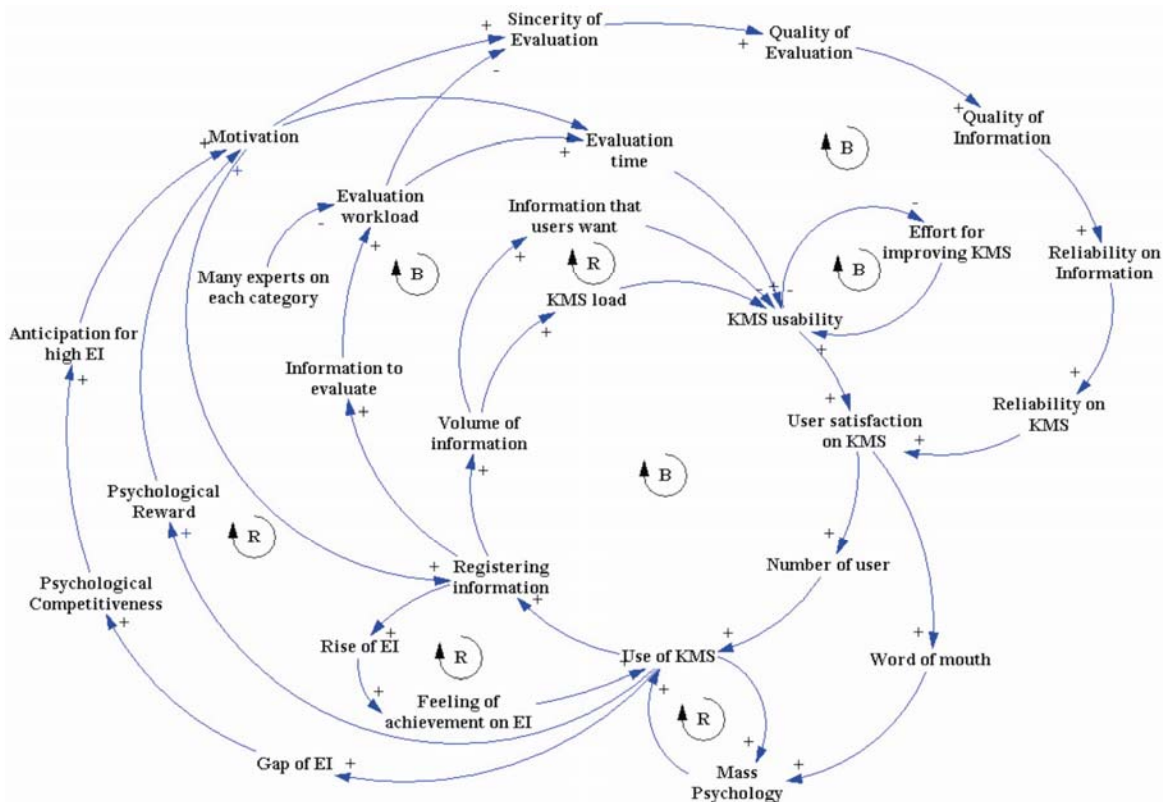 Sincerity of
Evaluation
Quality of
Evaluation
+
+
-
Motivation
+
+
Evaluation
time
+
+
Quality of
Information
+
B
Evaluation
workload
-
+
Information that
users want
+
-
Effort for
improving KMS
Many experts on
each category
B
R
B
+
Reliability on
Information
KMS load
+
- + -
KMS usability
+
Anticipation for
high EI
+
Information to
evaluate
+
Volume of
information
+
+
User satisfaction
on KMS
+
+
Reliability on
KMS
Psychological
Reward
+
R
B
+
Number of user
Psychological
Competitiveness
+
+
Registering
information
+
Rise of EI
+
R
+
Use of KMS
+
+
Word of mouth
+
Feeling of
achievement on EI
+
+
R
Gap of EI
+
+
Mass
Psychology
+